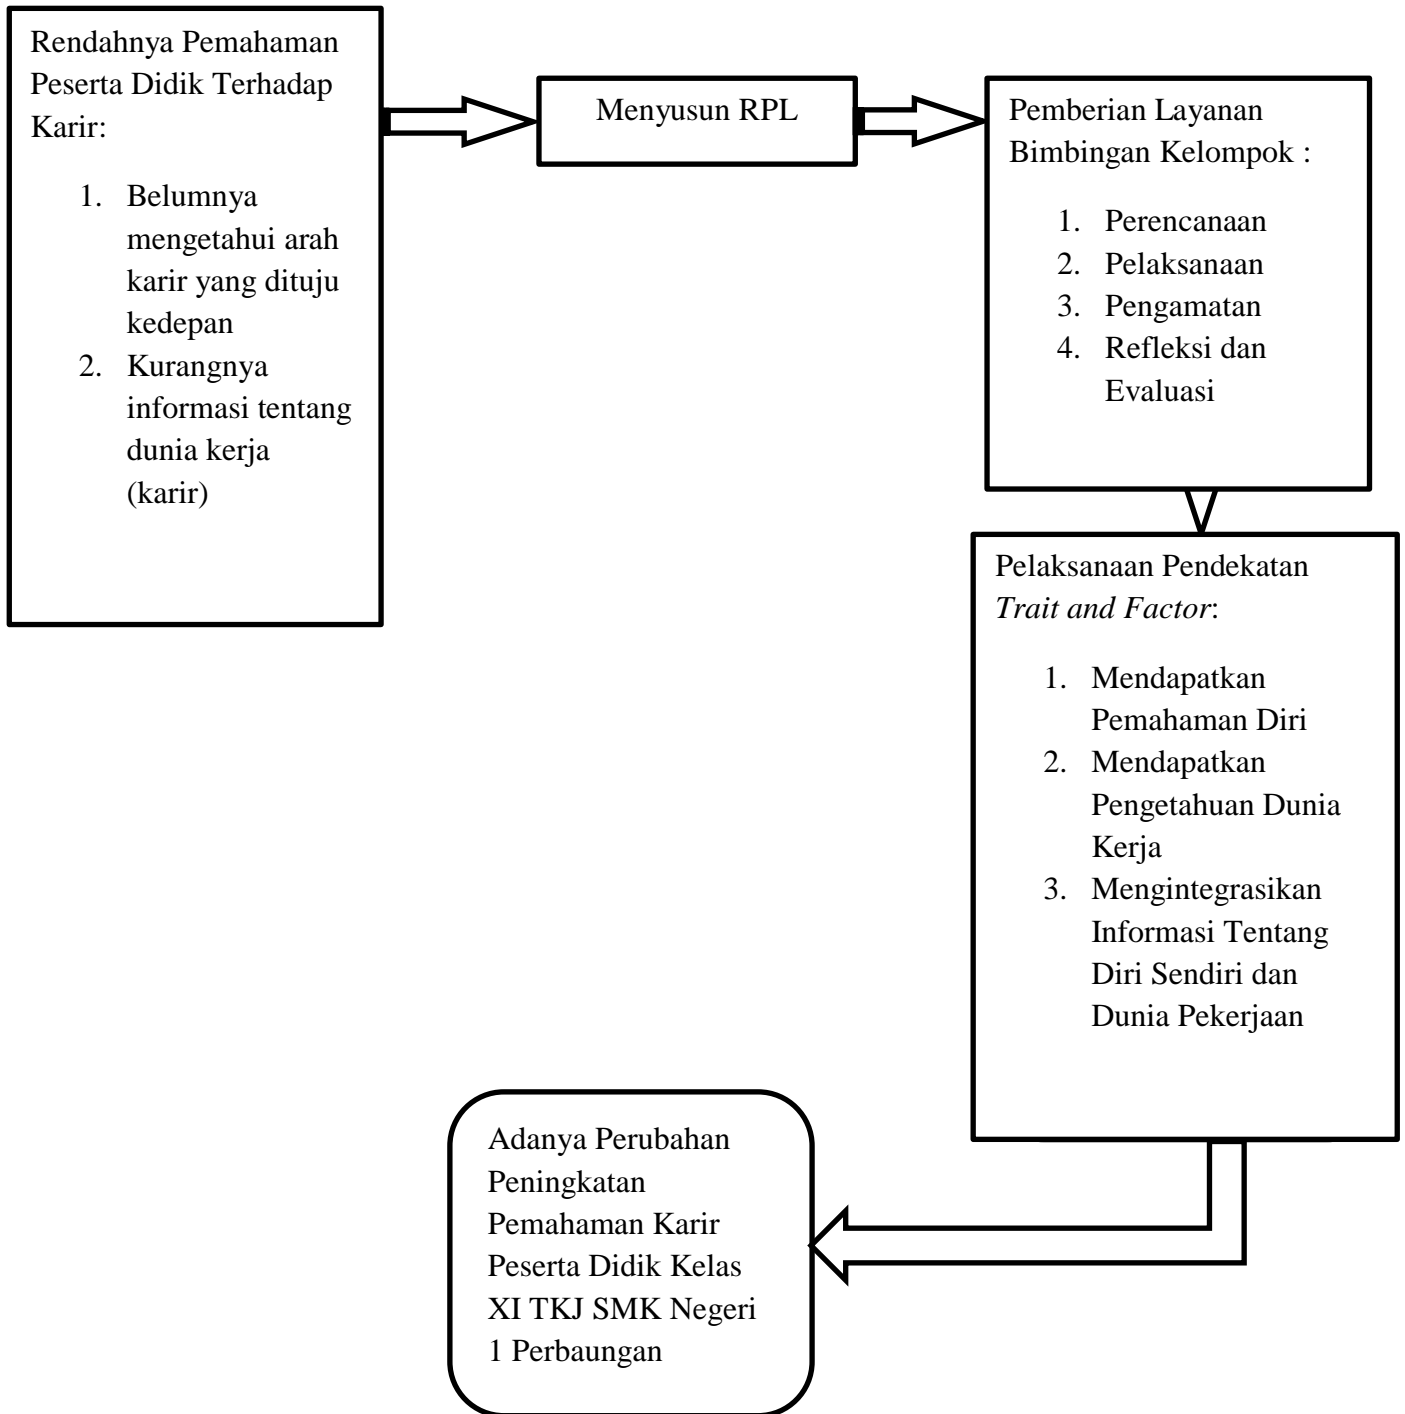 Rendahnya Pemahaman
Peserta Didik Terhadap
Karir:
1. Belumnya
mengetahui arah
karir yang dituju
kedepan
2. Kurangnya
informasi tentang
dunia kerja
(karir)
Menyusun RPL
Pemberian Layanan
Bimbingan Kelompok :
1. Perencanaan
2. Pelaksanaan
3. Pengamatan
4. Refleksi dan
Evaluasi
Pelaksanaan Pendekatan
Trait and Factor:
1. Mendapatkan
Pemahaman Diri
2. Mendapatkan
Pengetahuan Dunia
Kerja
3. Mengintegrasikan
Informasi Tentang
Diri Sendiri dan
Dunia Pekerjaan
Adanya Perubahan
Peningkatan
Pemahaman Karir
Peserta Didik Kelas
XI TKJ SMK Negeri
1 Perbaungan